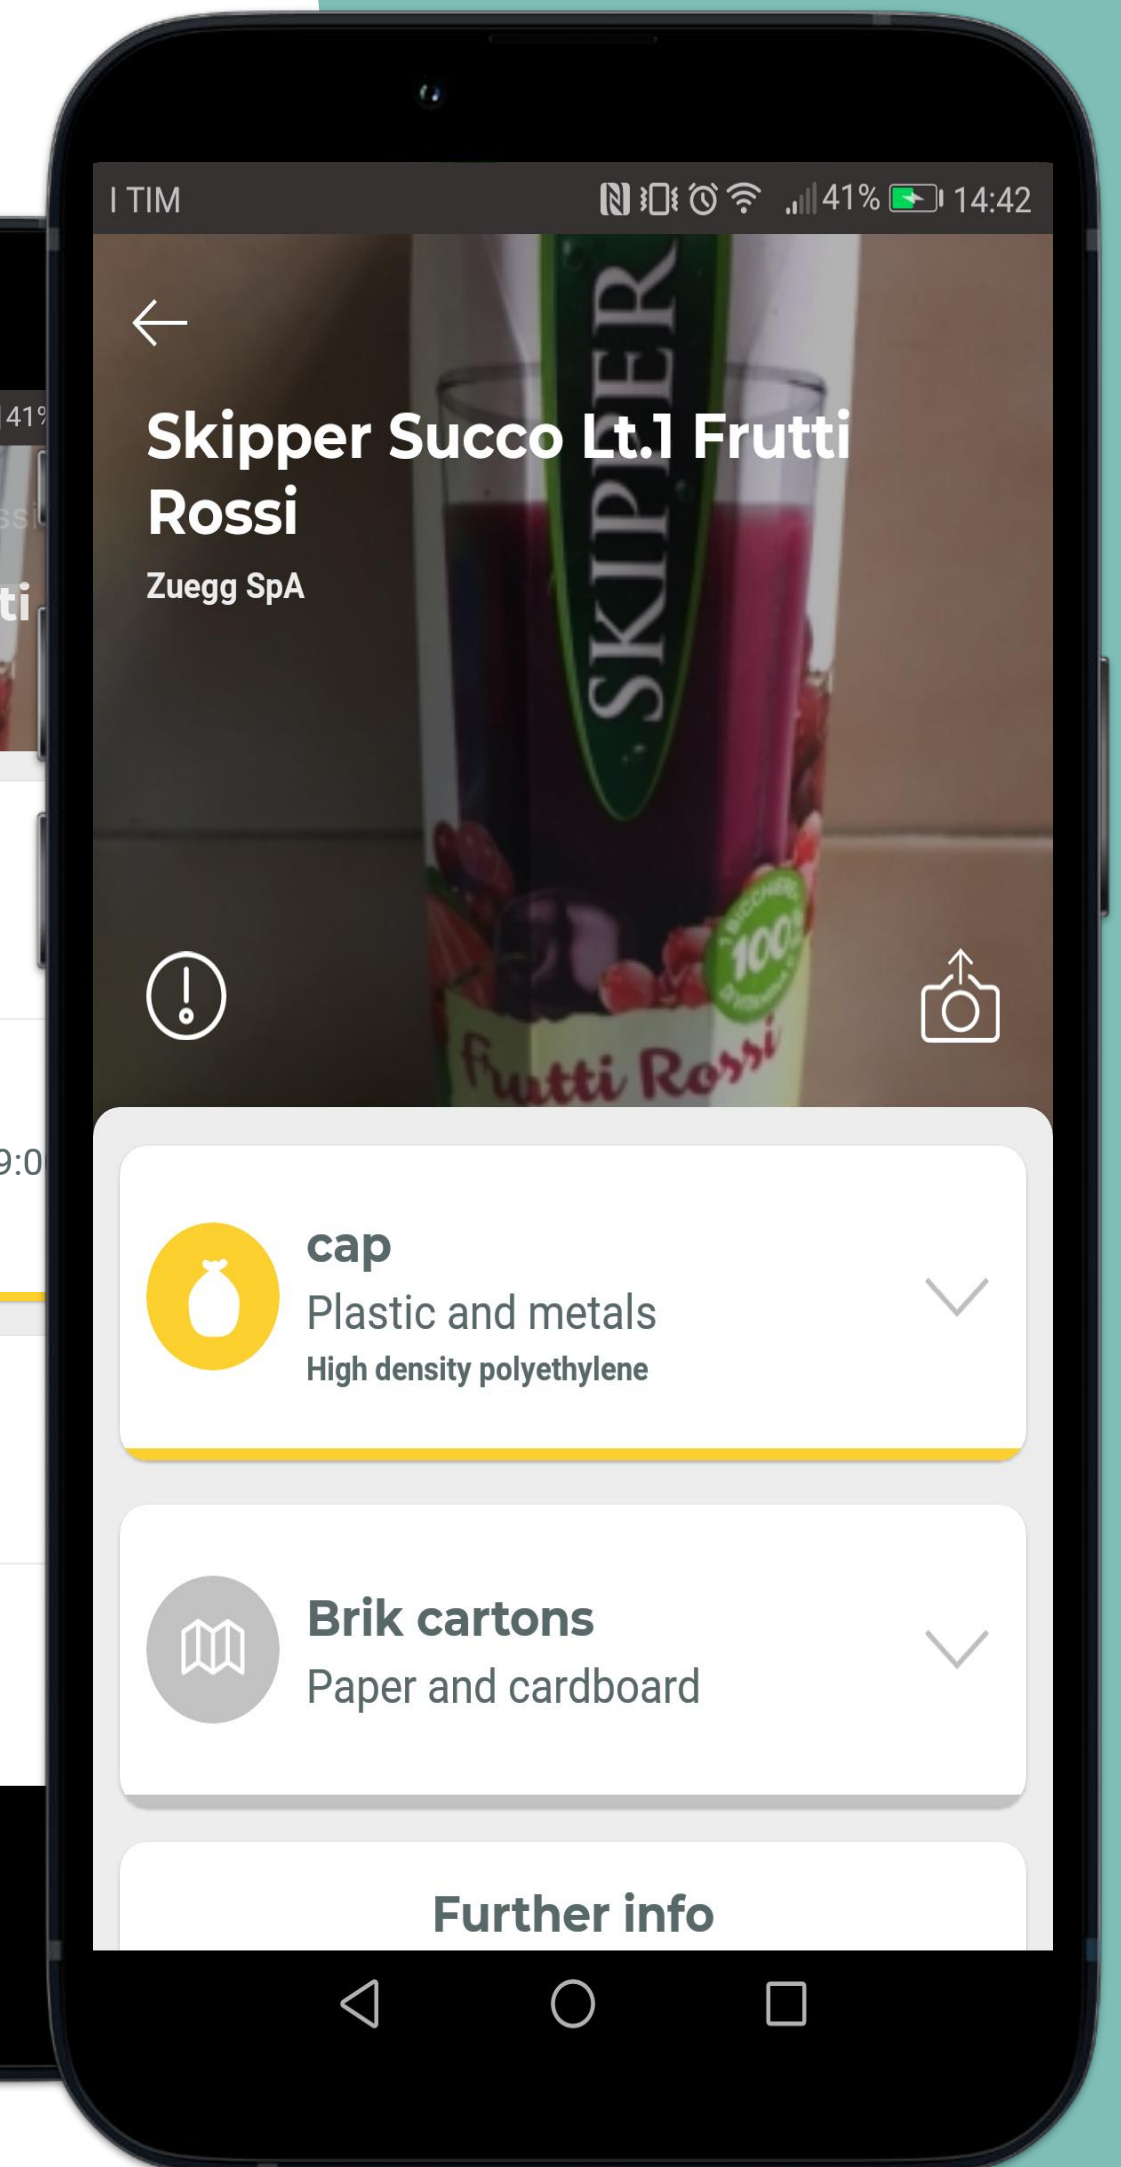 I TIM
41% 14:42
Skipper Succo Lt.1 Frutti
Rossi
Zuegg SpA
SKIPPER
100%
Frutti Rossi
cap
Plastic and metals
High density polyethylene
Brik cartons
Paper and cardboard
Further info
41%
ti
9:0